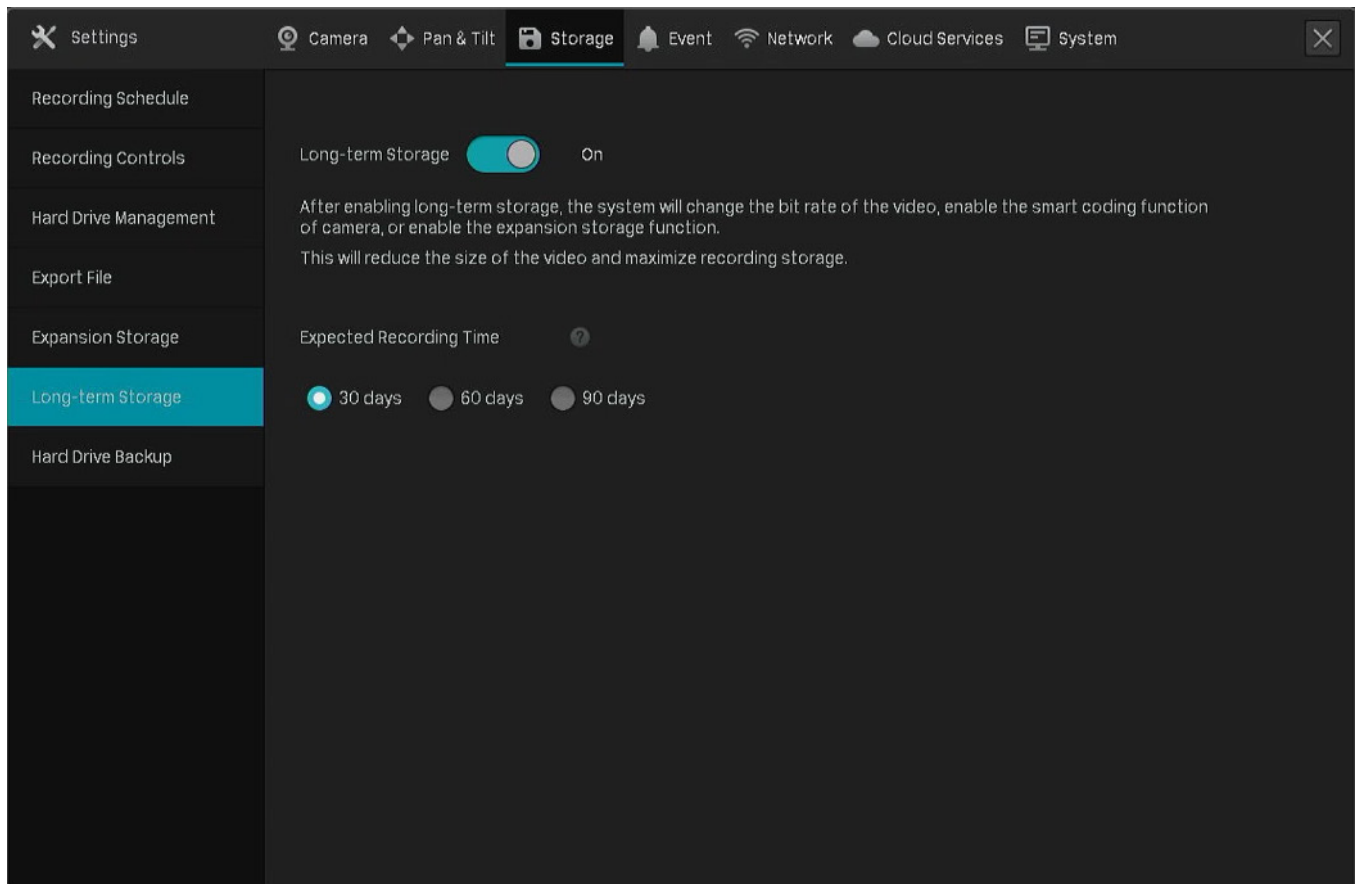 Settings
Camera
Pan & Tilt
Storage
Event
Network
Cloud Services
System
Recording Schedule
Recording Controls
Hard Drive Management
Export File
Expansion Storage
Long-term Storage
Hard Drive Backup
Long-term Storage
On
After enabling long-term storage, the system will change the bit rate of the video, enable the smart coding function
of camera, or enable the expansion storage function.
This will reduce the size of the video and maximize recording storage.
Expected Recording Time
?
30 days
60 days
90 days